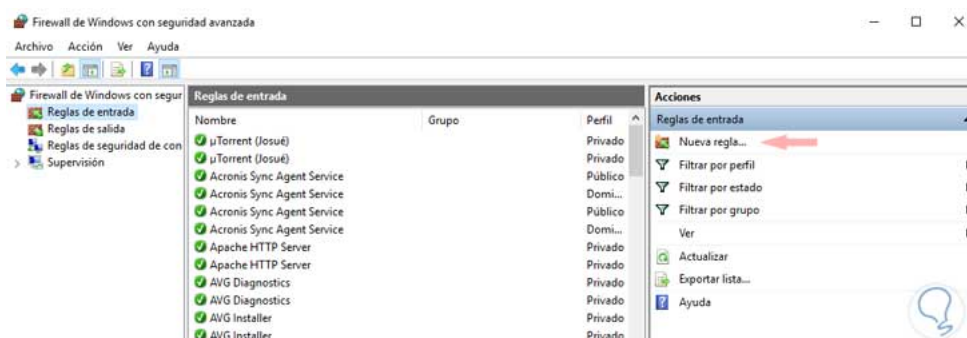 Firewall de Windows con seguridad avanzada
Archivo Acción Ver Ayuda
Firewall de Windows con segur
Reglas de entrada
Reglas de salida
Reglas de seguridad de con
Supervisión
Reglas de entrada
Nombre Grupo Perfil
µTorrent (Josué) Privado
µTorrent (Josué) Privado
Acronis Sync Agent Service Público
Acronis Sync Agent Service Domi...
Acronis Sync Agent Service Público
Acronis Sync Agent Service Domi...
Apache HTTP Server Privado
Apache HTTP Server Privado
AVG Diagnostics Privado
AVG Diagnostics Privado
AVG Installer Privado
AVG Installer Privado
Acciones
Reglas de entrada
Nueva regla...
Filtrar por perfil
Filtrar por estado
Filtrar por grupo
Ver
Actualizar
Exportar lista...
Ayuda